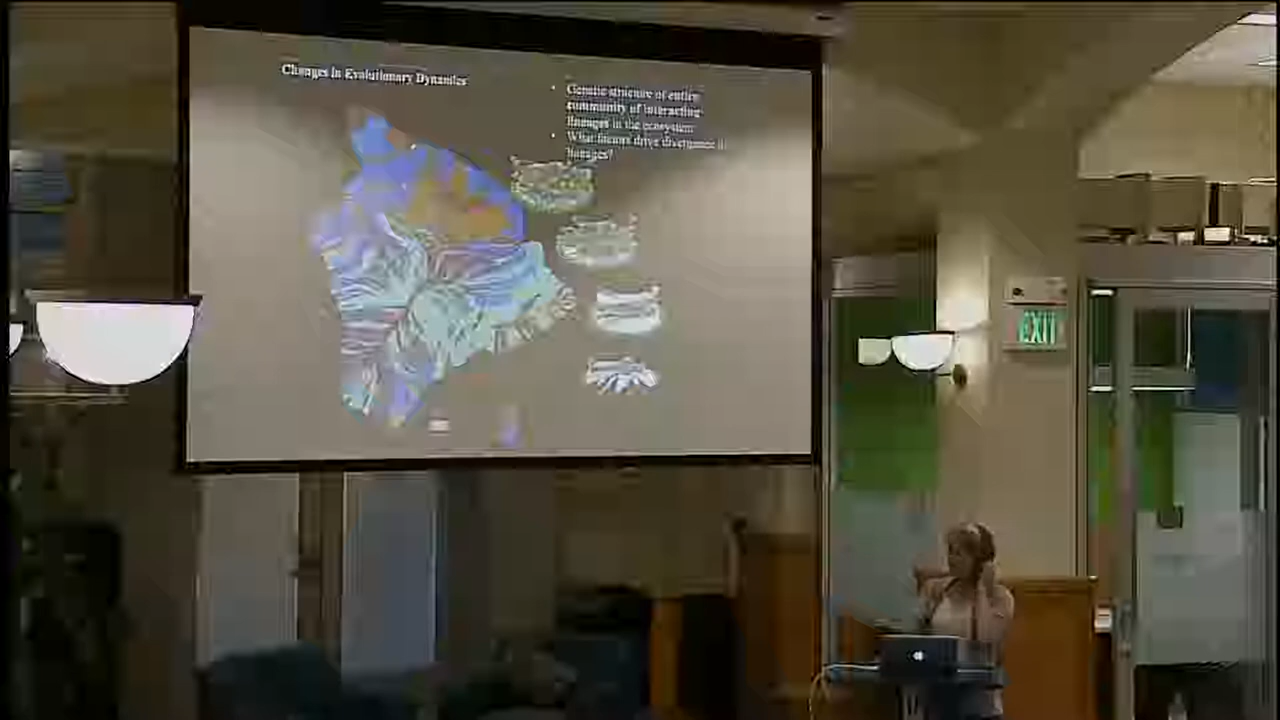 Changes in Evolutionary Dynamics
• Genetic structure of entire
community of interacting
lineages in the ecosystem
• What factors drive divergence
lineages?
EXIT